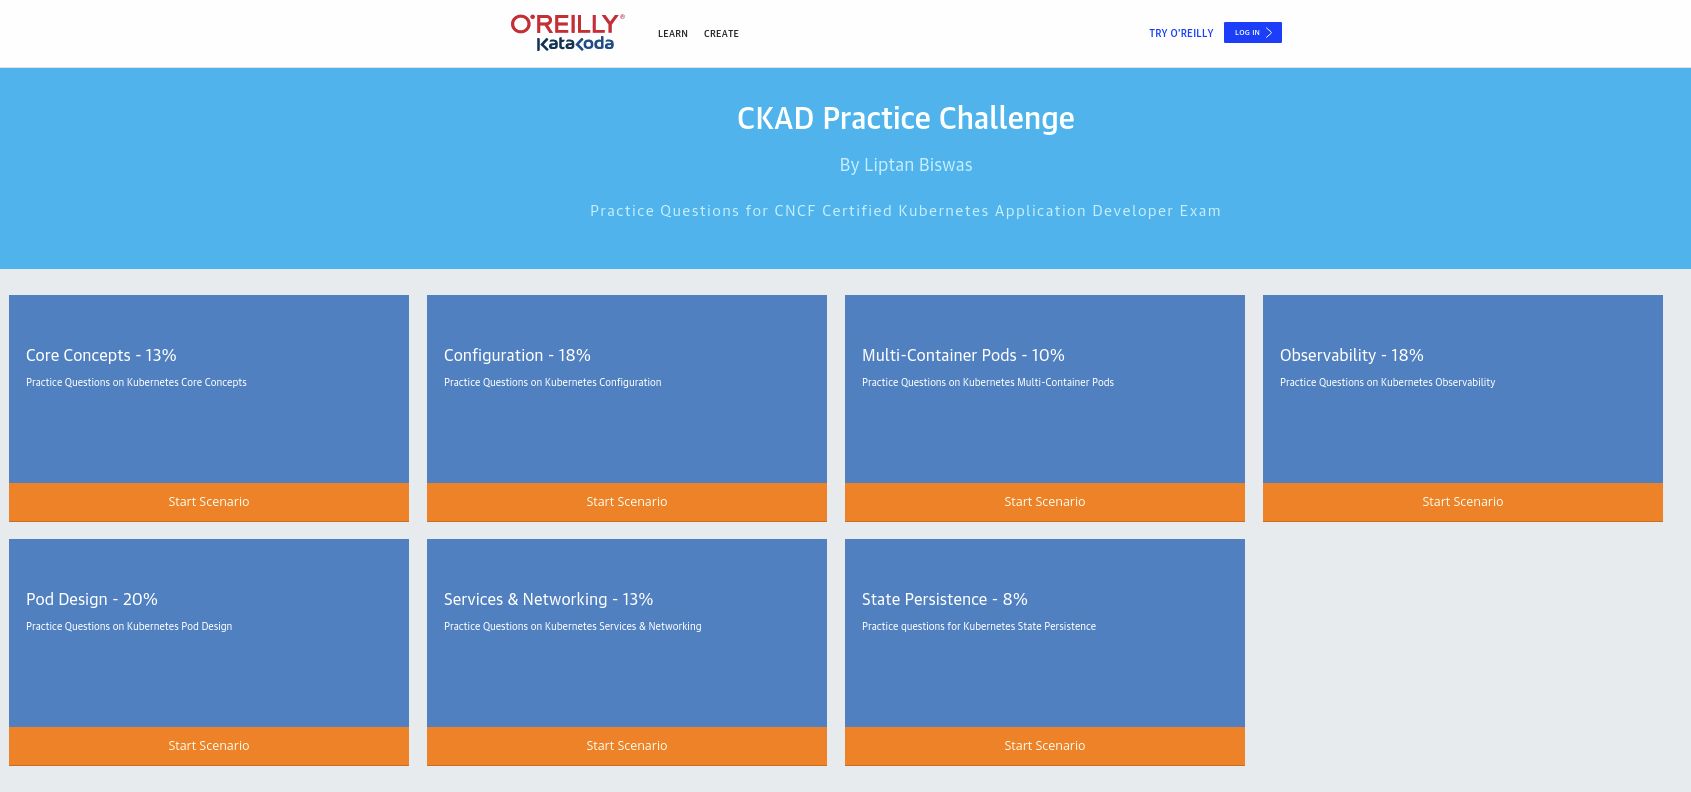 O'REILLY®
KataKoda
LEARN CREATE
TRY O'REILLY LOG IN
CKAD Practice Challenge
By Liptan Biswas
Practice Questions for CNCF Certified Kubernetes Application Developer Exam
Core Concepts - 13%
Practice Questions on Kubernetes Core Concepts
Start Scenario
Configuration - 18%
Practice Questions on Kubernetes Configuration
Start Scenario
Multi-Container Pods - 10%
Practice Questions on Kubernetes Multi-Container Pods
Start Scenario
Observability - 18%
Practice Questions on Kubernetes Observability
Start Scenario
Pod Design - 20%
Practice Questions on Kubernetes Pod Design
Start Scenario
Services & Networking - 13%
Practice Questions on Kubernetes Services & Networking
Start Scenario
State Persistence - 8%
Practice questions for Kubernetes State Persistence
Start Scenario